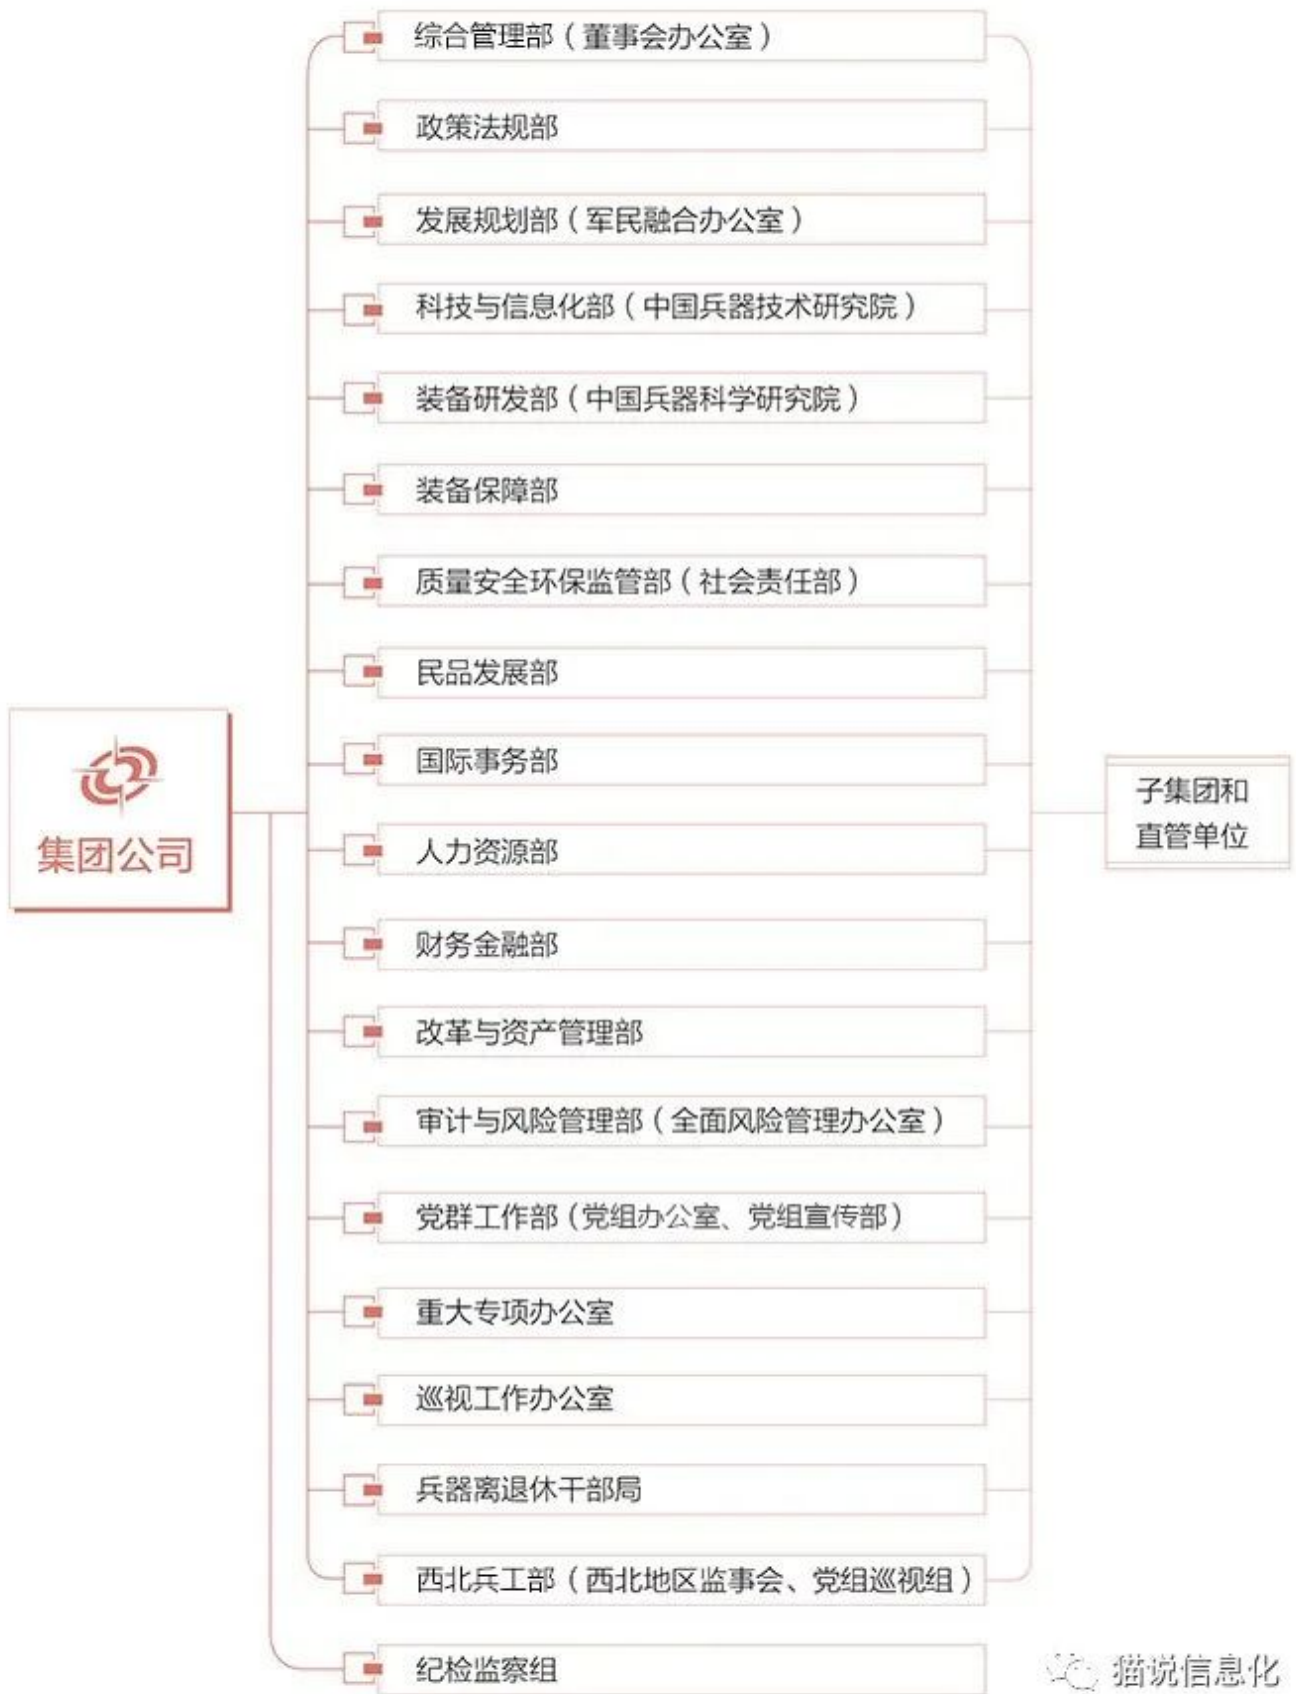 综合管理部（董事会办公室）
政策法规部
发展规划部（军民融合办公室）
科技与信息化部（中国兵器技术研究院）
装备研发部（中国兵器科学研究院）
装备保障部
质量安全环保监管部（社会责任部）
民品发展部
国际事务部
人力资源部
财务金融部
改革与资产管理部
审计与风险管理部（全面风险管理办公室）
党群工作部（党组办公室、党组宣传部）
重大专项办公室
巡视工作办公室
兵器离退休干部局
西北兵工部（西北地区监事会、党组巡视组）
纪检监察组
集团公司
子集团和
直管单位
猫说信息化